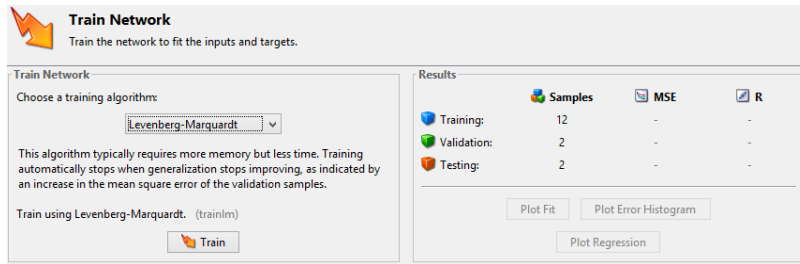 Train Network
Train the network to fit the inputs and targets.
Train Network
Choose a training algorithm:
Levenberg-Marquardt
This algorithm typically requires more memory but less time. Training
automatically stops when generalization stops improving, as indicated by
an increase in the mean square error of the validation samples.
Train using Levenberg-Marquardt. (trainlm)
Train
Results
Samples MSE R
Training: 12 - -
Validation: 2 - -
Testing: 2 - -
Plot Fit Plot Error Histogram
Plot Regression